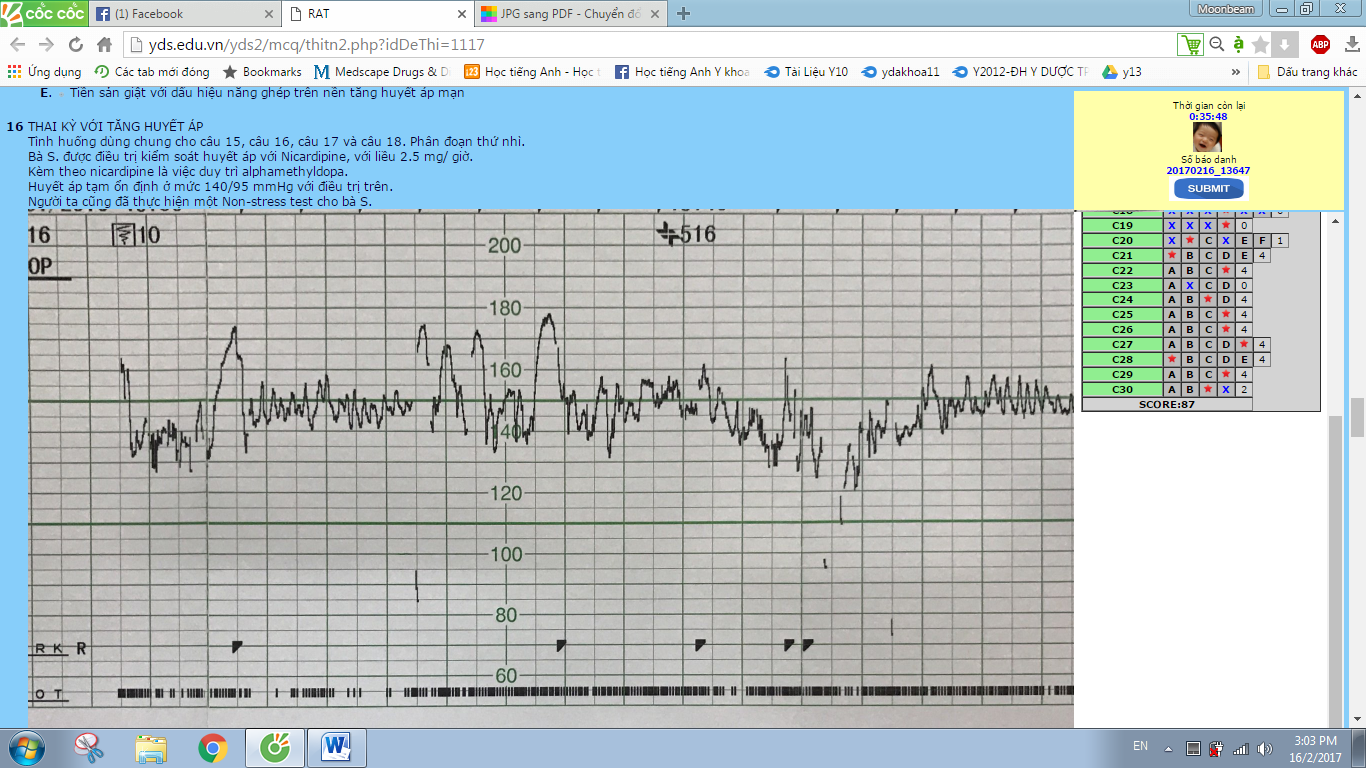 CỐC CỐC
(1) Facebook
RAT
JPG sang PDF - Chuyển đổ
Moonbeam
yds.edu.vn/yds2/mcq/thitn2.php?idDeThi=1117
ABP
Ứng dụng
Các tab mới đóng
Bookmarks
Medscape Drugs & D
Học tiếng Anh - Học t
Học tiếng Anh Y khoa
Tài Liệu Y10
ydakhoa11
Y2012-ĐH Y DƯỢC TP
y13
»
Dấu trang khác
E. - Tiền sản giật với dấu hiệu nặng ghép trên nền tăng huyết áp mạn
16 THAI KỲ VỚI TĂNG HUYẾT ÁP
Tình huống dùng chung cho câu 15, câu 16, câu 17 và câu 18. Phân đoạn thứ nhì.
Bà S. được điều trị kiểm soát huyết áp với Nicardipine, với liều 2.5 mg/ giờ.
Kèm theo nicardipine là việc duy trì alphamethyldopa.
Huyết áp tạm ổn định ở mức 140/95 mmHg với điều trị trên.
Người ta cũng đã thực hiện một Non-stress test cho bà S.
Thời gian còn lại
0:35:48
Số báo danh
20170216_13647
SUBMIT
C19 X X X ★ 0
C20 X ★ C X E F 1
C21 ★ B C D E 4
C22 A B C ★ 4
C23 A X C D 0
C24 A B ★ D 4
C25 A B C ★ 4
C26 A B C ★ 4
C27 A B C D ★ 4
C28 ★ B C D E 4
C29 A B C ★ 4
C30 A B ★ X 2
SCORE:87
16
10
516
OP
200
180
160
140
120
100
80
60
RK R
OT
EN
3:03 PM
16/2/2017